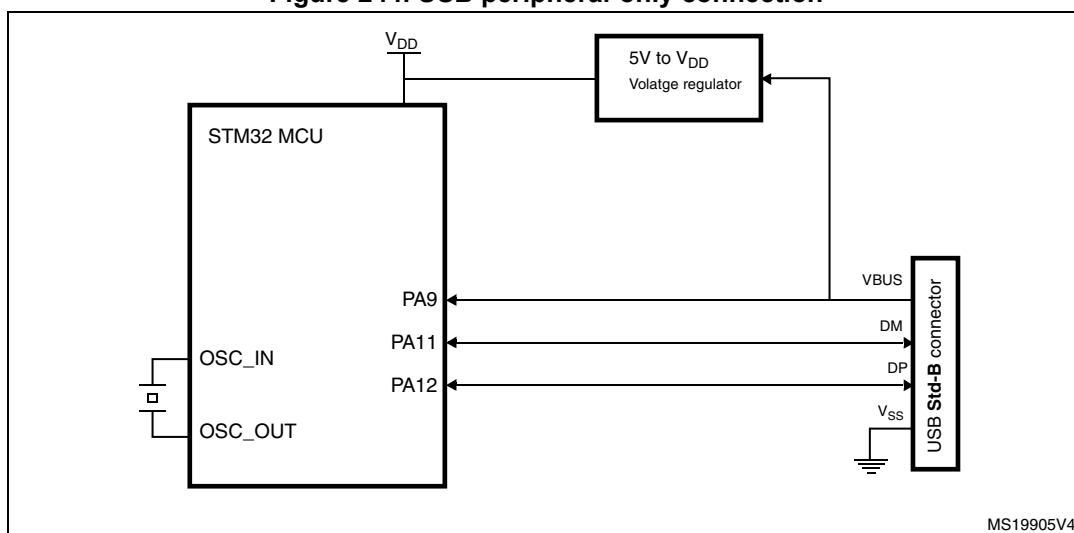 Figure USB peripheral-only connection
VDD
5V to VDD
Volatge regulator
STM32 MCU
VBUS
PA9
DM
PA11
OSC_IN
DP
PA12
OSC_OUT
VSS
USB Std-B connector
MS19905V4